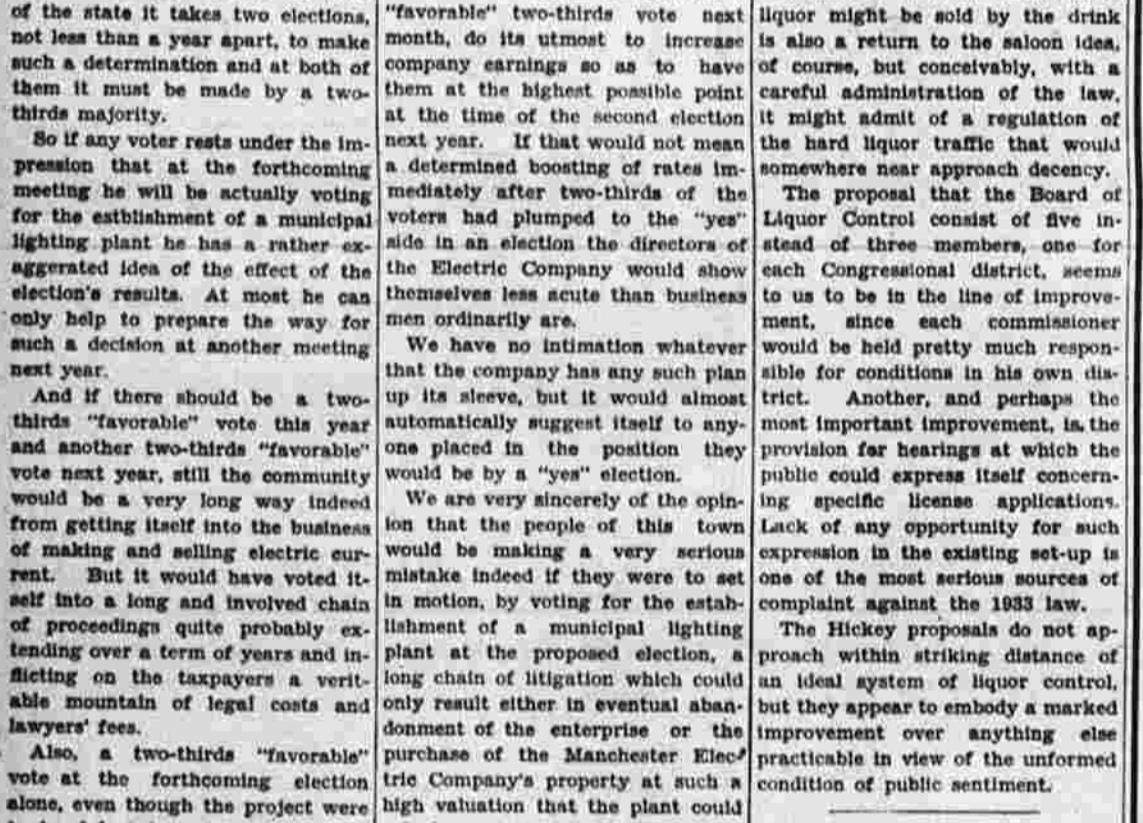 of the state it takes two elections,
not less than a year apart, to make
such a determination and at both of
them it must be made by a two-
thirds majority.
So if any voter rests under the im-
pression that at the forthcoming
meeting he will be actually voting
for the estblishment of a municipal
lighting plant he has a rather ex-
aggerated idea of the effect of the
election's results. At most he can
only help to prepare the way for
such a decision at another meeting
next year.
And if there should be a two-
thirds "favorable" vote this year
and another two-thirds "favorable"
vote next year, still the community
would be a very long way indeed
from getting itself into the business
of making and selling electric cur-
rent. But it would have voted it-
self into a long and involved chain
of proceedings quite probably ex-
tending over a term of years and in-
flicting on the taxpayers a verit-
able mountain of legal costs and
lawyers' fees.
Also, a two-thirds "favorable"
vote at the forthcoming election
alone, even though the project were
"favorable" two-thirds vote next
month, do its utmost to increase
company earnings so as to have
them at the highest possible point
at the time of the second election
next year. If that would not mean
a determined boosting of rates im-
mediately after two-thirds of the
voters had plumped to the "yes"
side in an election the directors of
the Electric Company would show
themselves less acute than business
men ordinarily are.
We have no intimation whatever
that the company has any such plan
up its sleeve, but it would almost
automatically suggest itself to any-
one placed in the position they
would be by a "yes" election.
We are very sincerely of the opin-
ion that the people of this town
would be making a very serious
mistake indeed if they were to set
in motion, by voting for the estab-
lishment of a municipal lighting
plant at the proposed election, a
long chain of litigation which could
only result either in eventual aban-
donment of the enterprise or the
purchase of the Manchester Elec-
tric Company's property at such a
high valuation that the plant could
liquor might be sold by the drink
is also a return to the saloon idea,
of course, but conceivably, with a
careful administration of the law,
it might admit of a regulation of
the hard liquor traffic that would
somewhere near approach decency.
The proposal that the Board of
Liquor Control consist of five in-
stead of three members, one for
each Congressional district, seems
to us to be in the line of improve-
ment, since each commissioner
would be held pretty much respon-
sible for conditions in his own dis-
trict. Another, and perhaps the
most important improvement, is, the
provision for hearings at which the
public could express itself concern-
ing specific license applications.
Lack of any opportunity for such
expression in the existing set-up is
one of the most serious sources of
complaint against the 1933 law.
The Hickey proposals do not ap-
proach within striking distance of
an ideal system of liquor control,
but they appear to embody a marked
improvement over anything else
practicable in view of the unformed
condition of public sentiment.